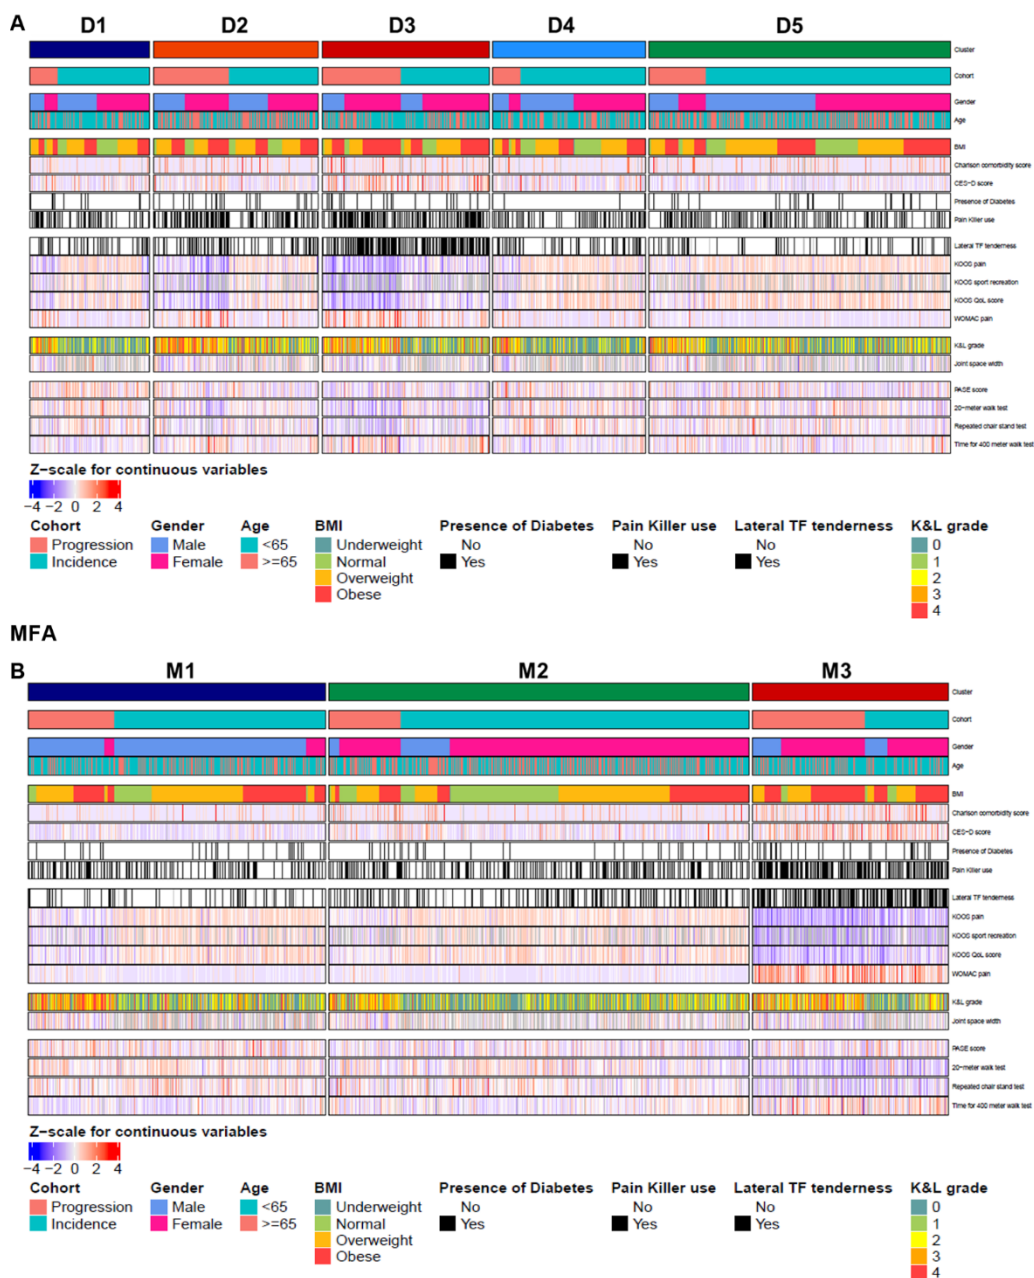 A D1 D2 D3 D4 D5
Cluster
Cohort
Gender
Age
BMI
Charlson comorbidity score
CES-D score
Presence of Diabetes
Pain Killer use
Lateral TF tenderness
KOOS pain
KOOS sport recreation
KOOS QoL score
WOMAC pain
K&L grade
Joint space width
PASE score
20-meter walk test
Repeated chair stand test
Time for 400 meter walk test
Z-scale for continuous variables
-4 -2 0 2 4
Cohort Gender Age BMI Presence of Diabetes Pain Killer use Lateral TF tenderness K&L grade
Progression Male <65 Underweight No No No 0
Incidence Female >=65 Normal Yes Yes Yes 1
Overweight 2
Obese 3
4
MFA
B M1 M2 M3
Cluster
Cohort
Gender
Age
BMI
Charlson comorbidity score
CES-D score
Presence of Diabetes
Pain Killer use
Lateral TF tenderness
KOOS pain
KOOS sport recreation
KOOS QoL score
WOMAC pain
K&L grade
Joint space width
PASE score
20-meter walk test
Repeated chair stand test
Time for 400 meter walk test
Z-scale for continuous variables
-4 -2 0 2 4
Cohort Gender Age BMI Presence of Diabetes Pain Killer use Lateral TF tenderness K&L grade
Progression Male <65 Underweight No No No 0
Incidence Female >=65 Normal Yes Yes Yes 1
Overweight 2
Obese 3
4